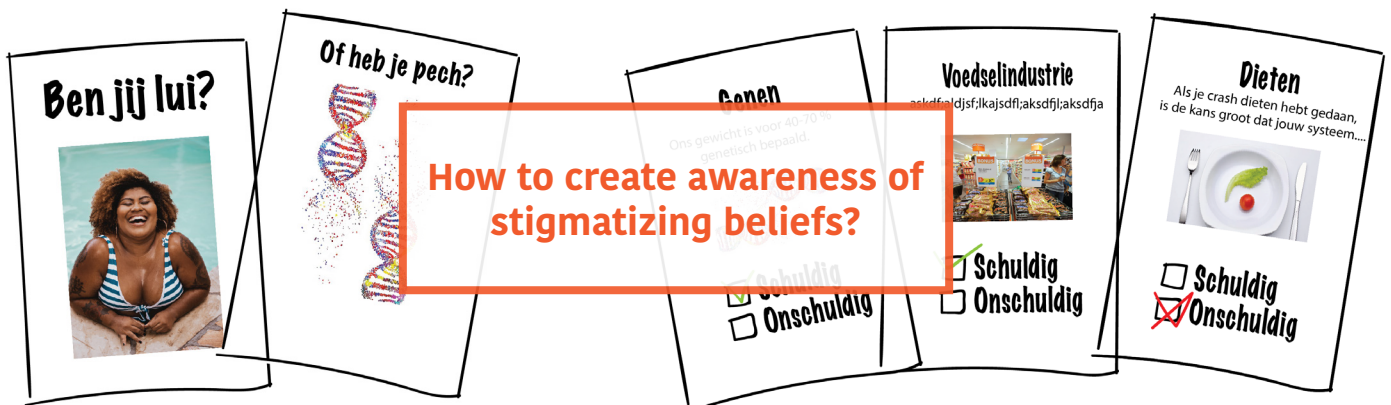 Ben jij lui?
Of heb je pech?
How to create awareness of
stigmatizing beliefs?
Genen
Ons gewicht is voor 40-70 %
genetisch bepaald.
Schuldig
Onschuldig
Voedselindustrie
askdf;aldjsf;lkajsdfl;aksdfjl;aksdfja
Schuldig
Onschuldig
Dieten
Als je crash dieten hebt gedaan,
is de kans groot dat jouw systeem....
Schuldig
Onschuldig